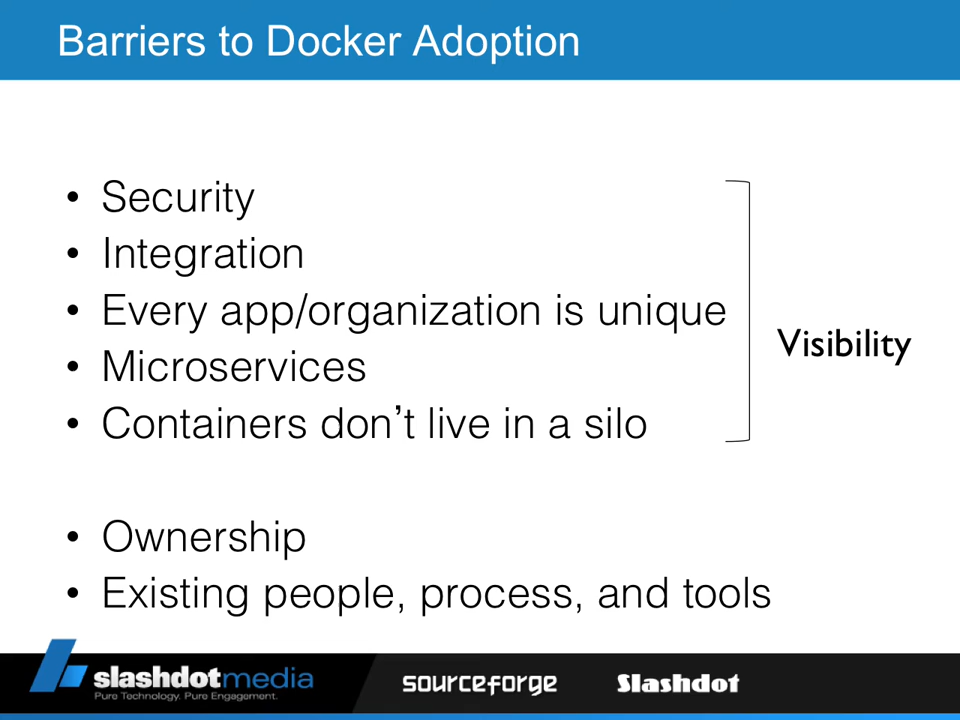 Barriers to Docker Adoption
• Security
• Integration
• Every app/organization is unique
• Microservices
• Containers don’t live in a silo
Visibility
• Ownership
• Existing people, process, and tools
slashdotmedia
Pure Technology. Pure Engagement.
sourceforge
Slashdot